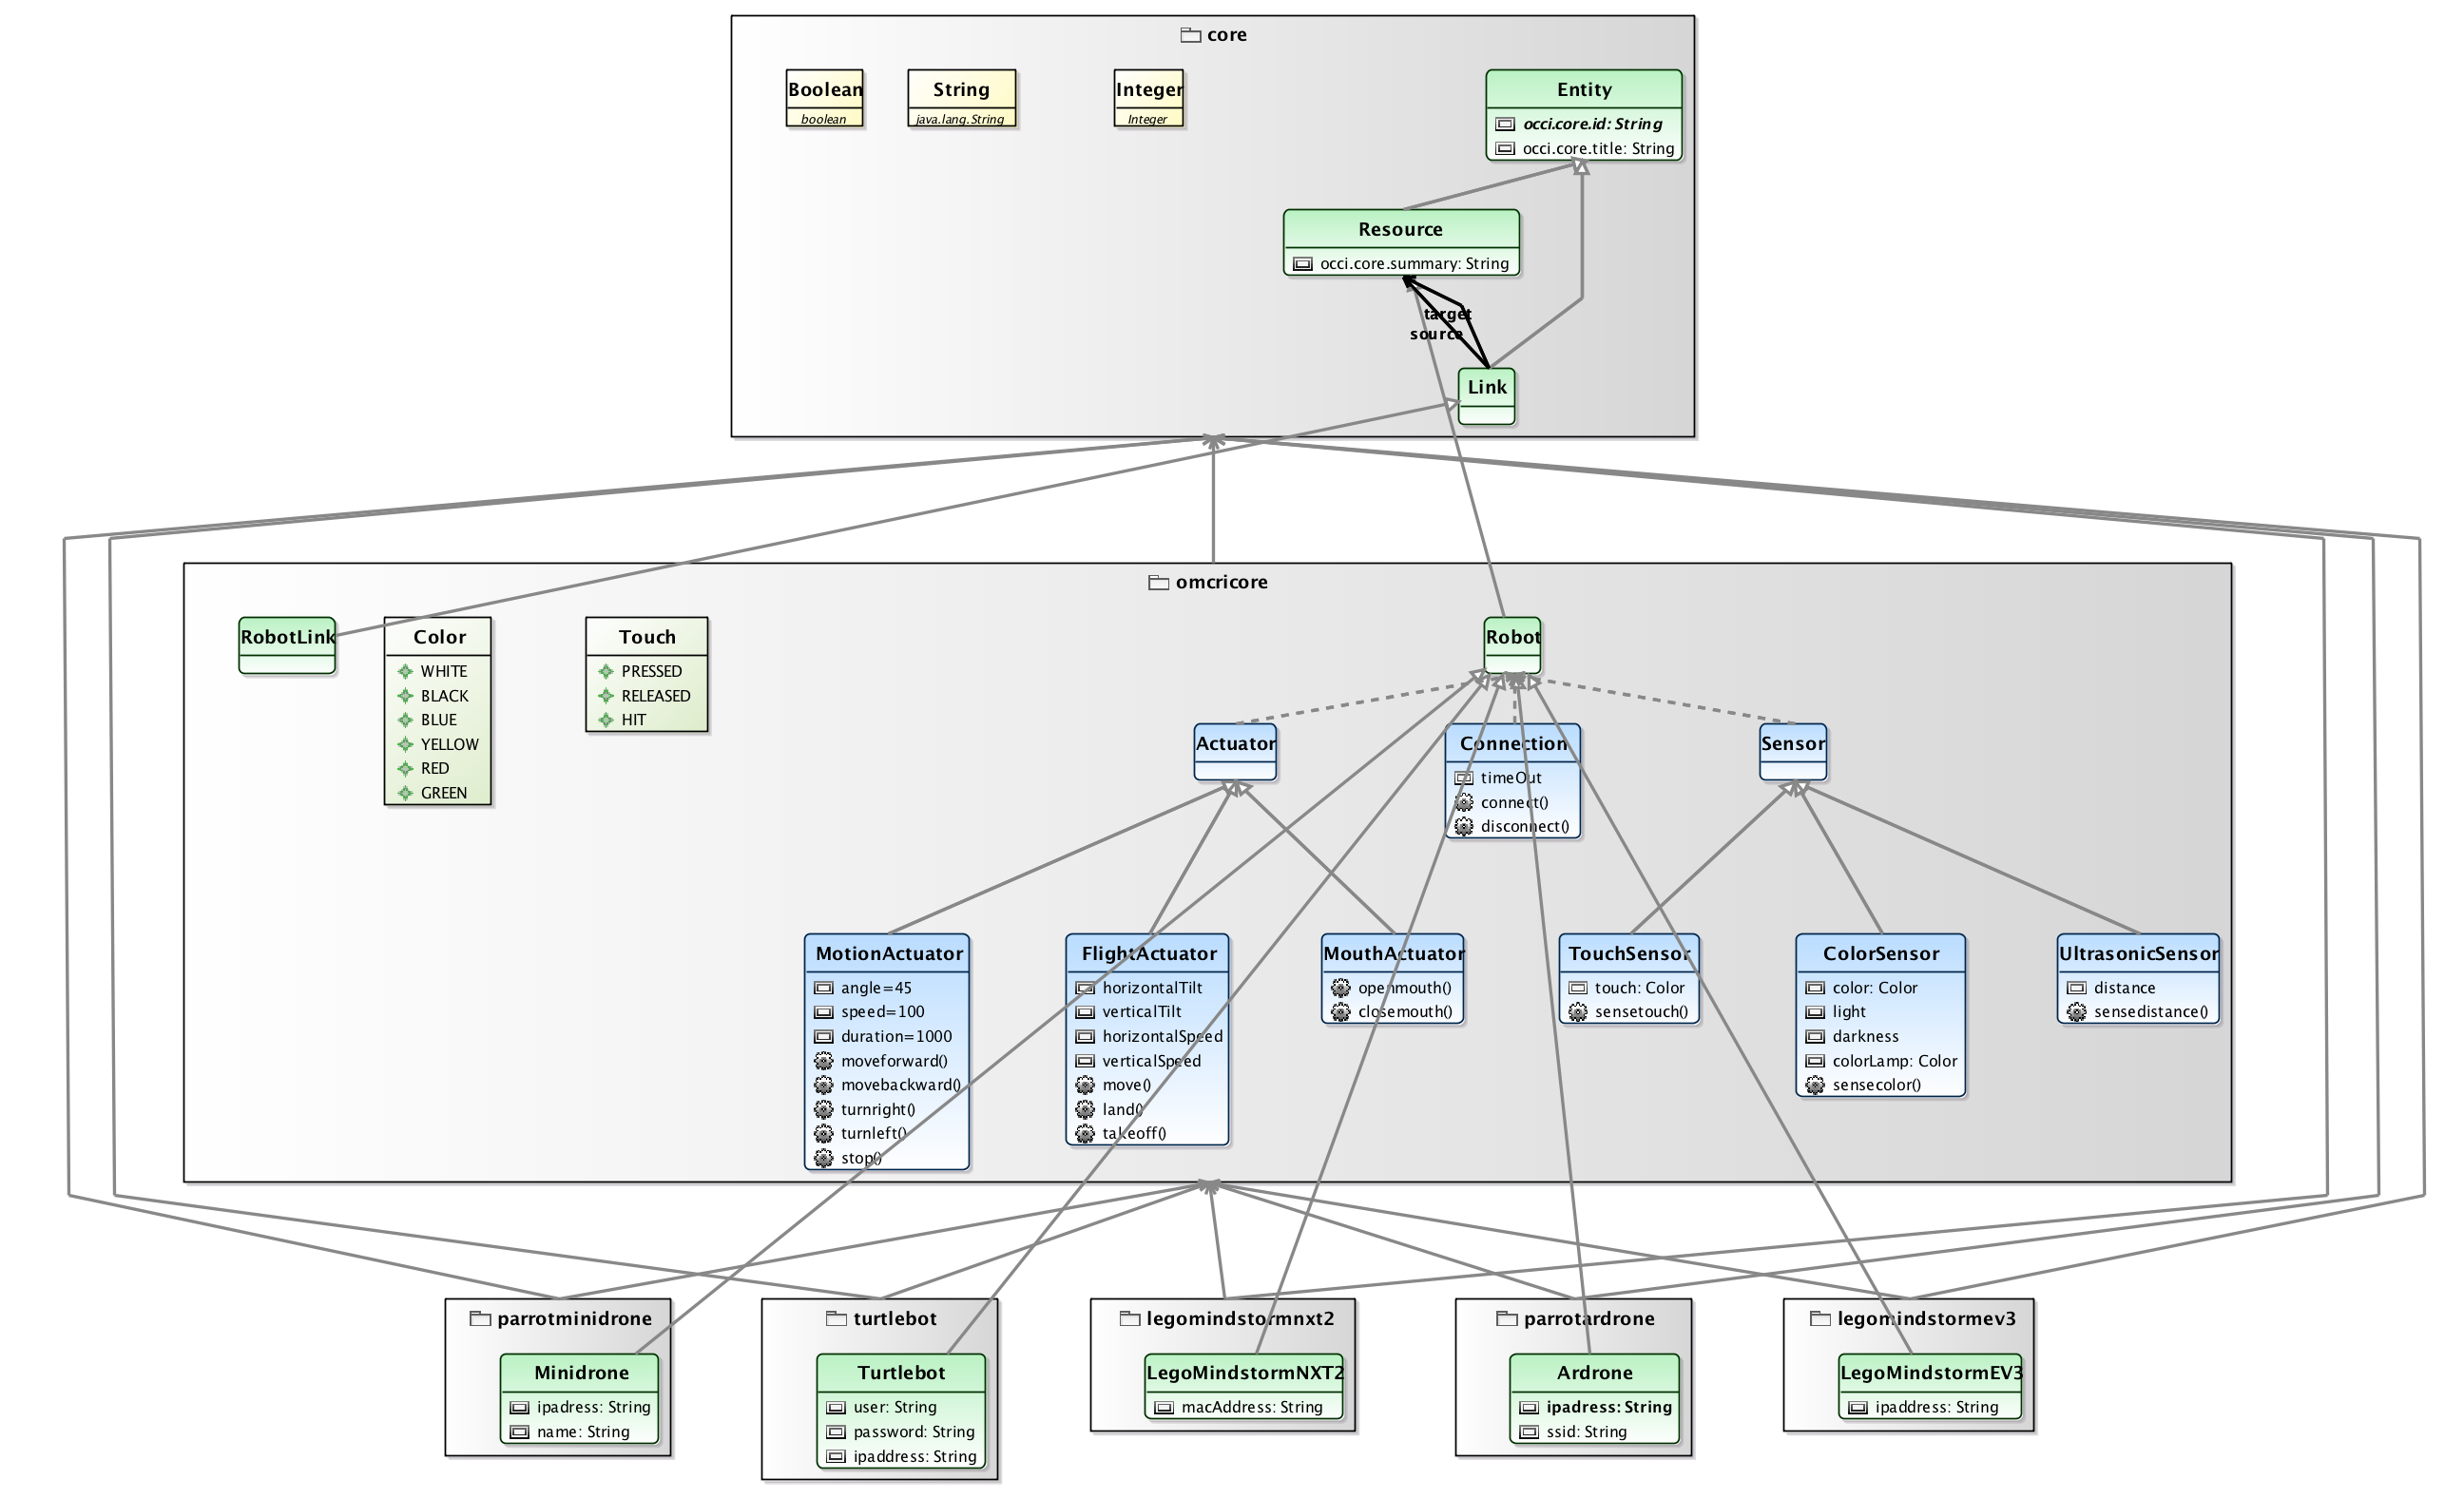 core
Boolean
boolean
String
java.lang.String
Integer
Integer
Entity
occi.core.id: String
occi.core.title: String
Resource
occi.core.summary: String
target
source
Link
omcricore
RobotLink
Color
WHITE
BLACK
BLUE
YELLOW
RED
GREEN
Touch
PRESSED
RELEASED
HIT
Robot
Actuator
Connection
timeOut
connect()
disconnect()
Sensor
MotionActuator
angle=45
speed=100
duration=1000
moveforward()
movebackward()
turnright()
turnleft()
stop()
FlightActuator
horizontalTilt
verticalTilt
horizontalSpeed
verticalSpeed
move()
land()
takeoff()
MouthActuator
openmouth()
closemouth()
TouchSensor
touch: Color
sensetouch()
ColorSensor
color: Color
light
darkness
colorLamp: Color
sensecolor()
UltrasonicSensor
distance
sensedistance()
parrotminidrone
Minidrone
ipadress: String
name: String
turtlebot
Turtlebot
user: String
password: String
ipaddress: String
legomindstormnxt2
LegoMindstormNXT2
macAddress: String
parrotardrone
Ardrone
ipadress: String
ssid: String
legomindstormev3
LegoMindstormEV3
ipaddress: String